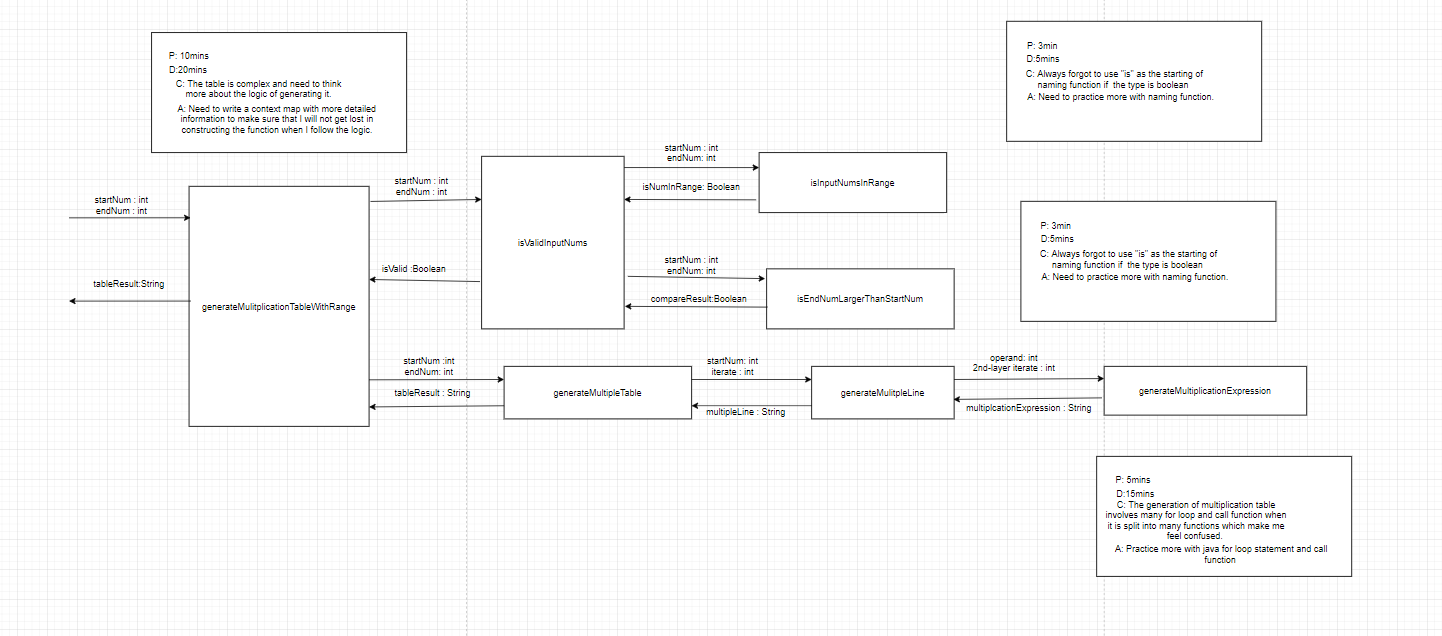 P: 10mins
D:20mins
C: The table is complex and need to think
more about the logic of generating it.
A: Need to write a context map with more detailed
information to make sure that I will not get lost in
constructing the function when I follow the logic.
P: 3min
D:5mins
C: Always forgot to use "is" as the starting of
naming function if the type is boolean
A: Need to practice more with naming function.
startNum : int
endNum : int
tableResult:String
generateMulitplicationTableWithRange
startNum : int
endNum : int
isValid :Boolean
isValidInputNums
startNum : int
endNum: int
isNumInRange: Boolean
isInputNumsInRange
startNum : int
endNum: int
compareResult:Boolean
isEndNumLargerThanStartNum
P: 3min
D:5mins
C: Always forgot to use "is" as the starting of
naming function if the type is boolean
A: Need to practice more with naming function.
startNum :int
endNum: int
tableResult : String
generateMultipleTable
startNum: int
iterate : int
multipleLine : String
generateMulitpleLine
operand: int
2nd-layer iterate : int
multiplcationExpression : String
generateMultiplicationExpression
P: 5mins
D:15mins
C: The generation of multiplication table
involves many for loop and call function when
it is split into many functions which make me
feel confused.
A: Practice more with java for loop statement and call
function